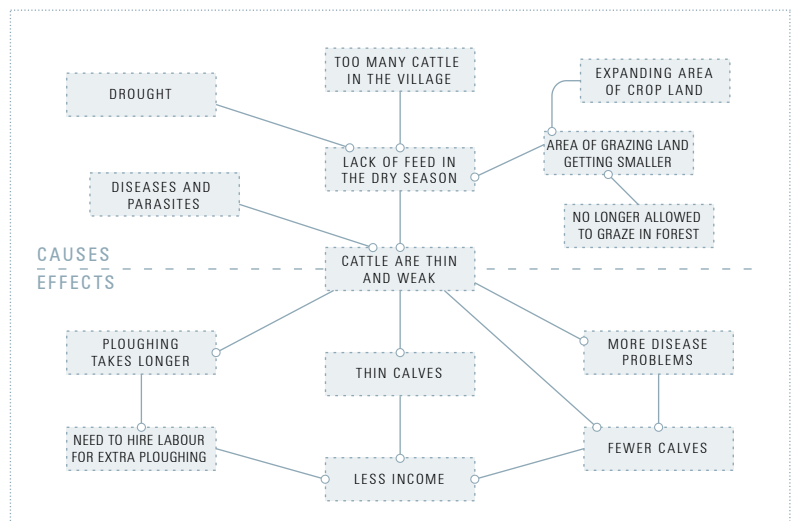 TOO MANY CATTLE
IN THE VILLAGE
EXPANDING AREA
OF CROP LAND
DROUGHT
AREA OF GRAZING LAND
GETTING SMALLER
LACK OF FEED IN
THE DRY SEASON
DISEASES AND
PARASITES
NO LONGER ALLOWED
TO GRAZE IN FOREST
CAUSES
EFFECTS
CATTLE ARE THIN
AND WEAK
PLOUGHING
TAKES LONGER
THIN CALVES
MORE DISEASE
PROBLEMS
NEED TO HIRE LABOUR
FOR EXTRA PLOUGHING
FEWER CALVES
LESS INCOME